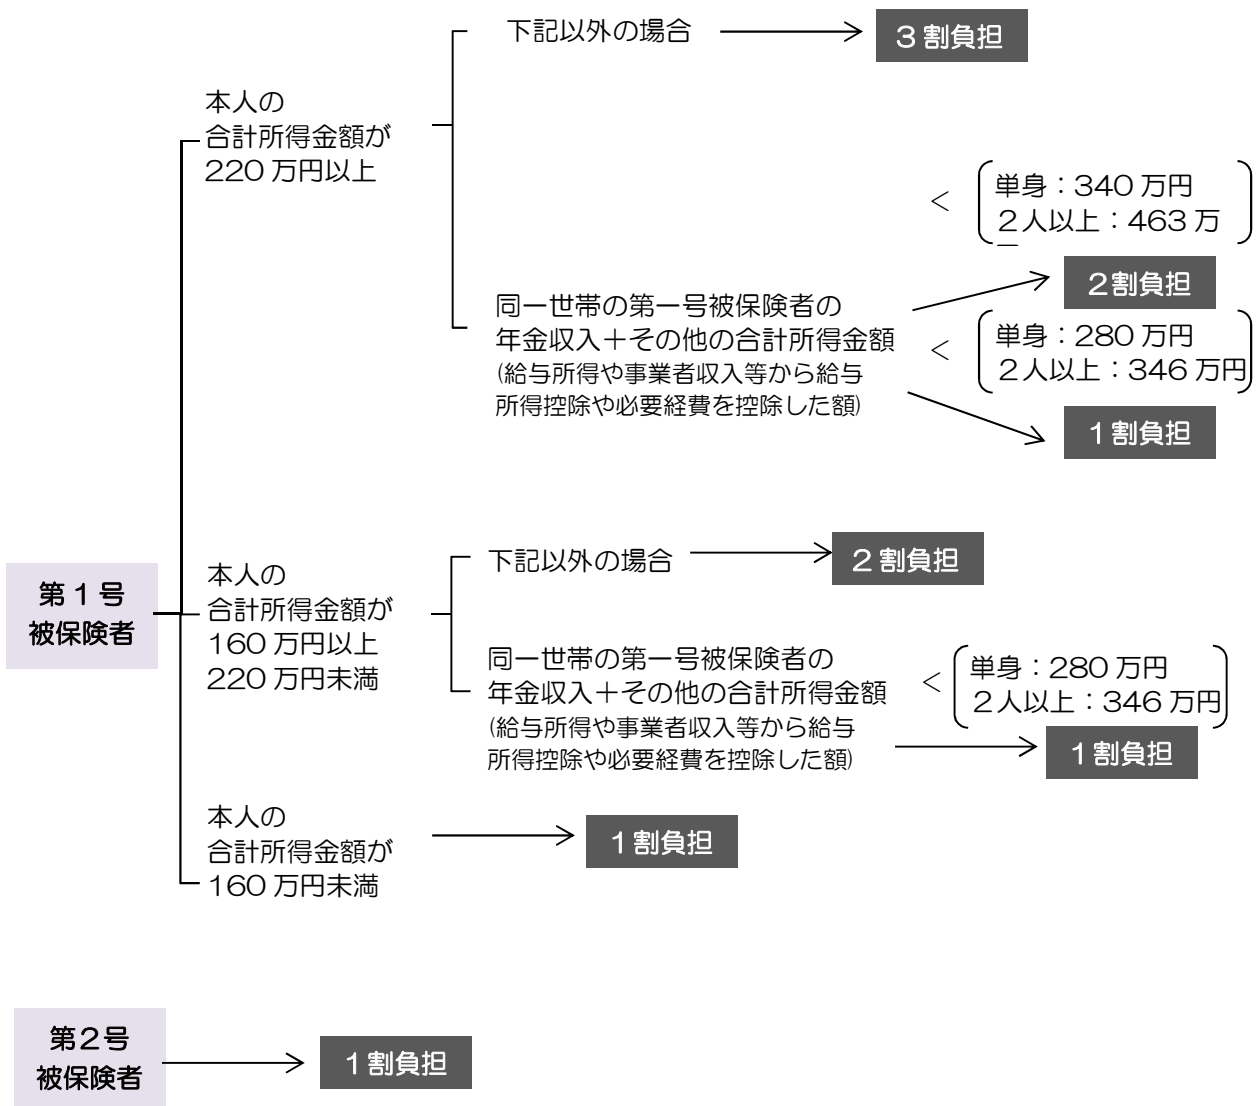 下記以外の場合
３割負担
本人の
合計所得金額が
220 万円以上
＜
単身：340 万円
２人以上：463 万
２割負担
同一世帯の第一号被保険者の
年金収入＋その他の合計所得金額
(給与所得や事業者収入等から給与
所得控除や必要経費を控除した額)
＜
単身：280 万円
２人以上：346 万円
１割負担
第 1 号
被保険者
本人の
合計所得金額が
160 万円以上
220 万円未満
下記以外の場合
２割負担
同一世帯の第一号被保険者の
年金収入＋その他の合計所得金額
(給与所得や事業者収入等から給与
所得控除や必要経費を控除した額)
＜
単身：280 万円
２人以上：346 万円
１割負担
本人の
合計所得金額が
160 万円未満
１割負担
第２号
被保険者
１割負担